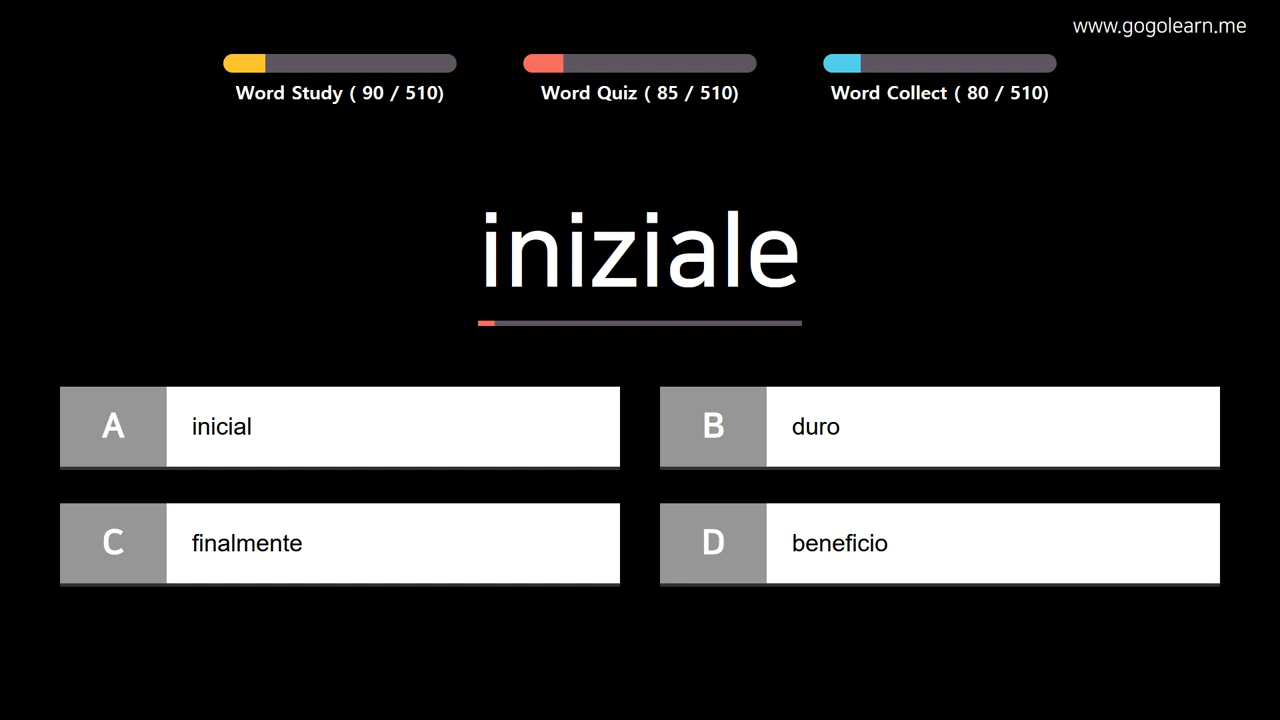 www.gogolearn.me
Word Study ( 90 / 510)
Word Quiz ( 85 / 510)
Word Collect ( 80 / 510)
iniziale
A inicial
B duro
C finalmente
D beneficio